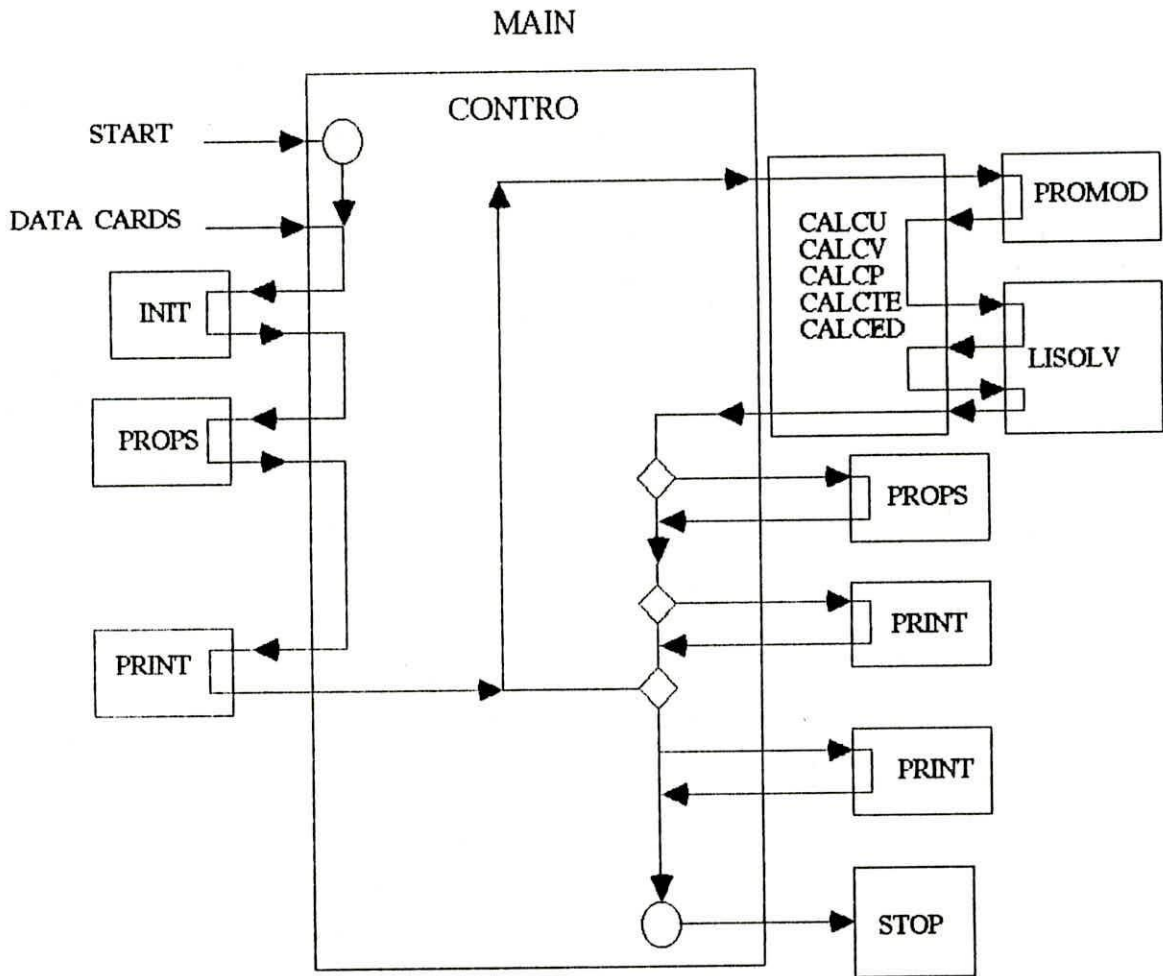 MAIN
CONTRO
START
DATA CARDS
INIT
PROPS
PRINT
CALCU
CALCV
CALCP
CALCTE
CALCED
PROMOD
LISOLV
PROPS
PRINT
PRINT
STOP